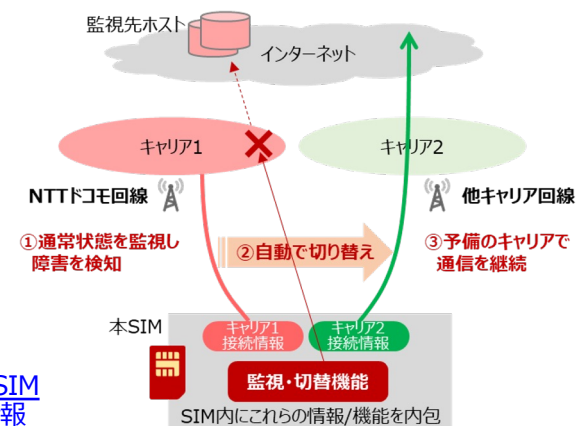 監視先ホスト
インターネット
キャリア1
キャリア2
NTTドコモ回線
他キャリア回線
①通常状態を監視し
障害を検知
②自動で切り替え
③予備のキャリアで
通信を継続
本SIM
キャリア1
接続情報
キャリア2
接続情報
監視・切替機能
SIM内にこれらの情報/機能を内包
SIM
報